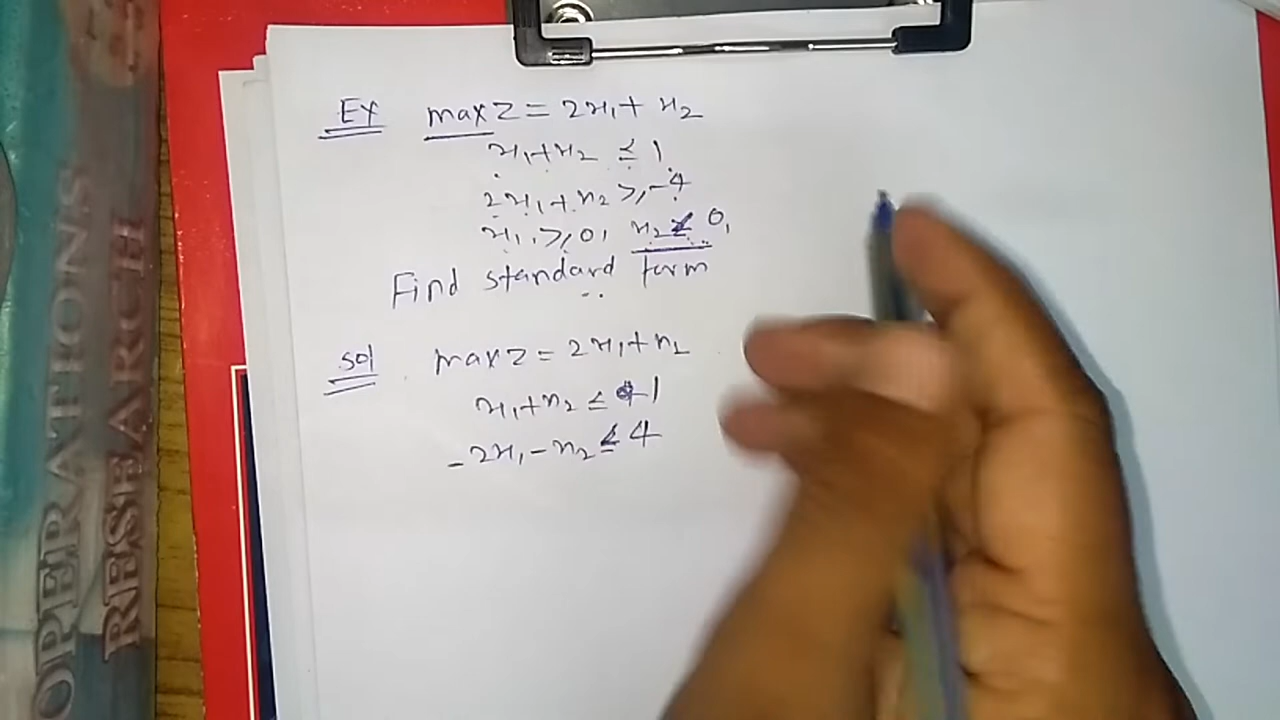 Ex max Z = 2x₁ + x₂
x₁+x₂ ≤ 1
2x₁ + x₂ ≥ -4
x₁ ≥ 0, x₂ ≤ 0,
Find standard form
Sol max Z = 2x₁ + x₂
x₁+x₂ ≤ 1
-2x₁ - x₂ ≤ 4
OPERATIONS
RESEARCH